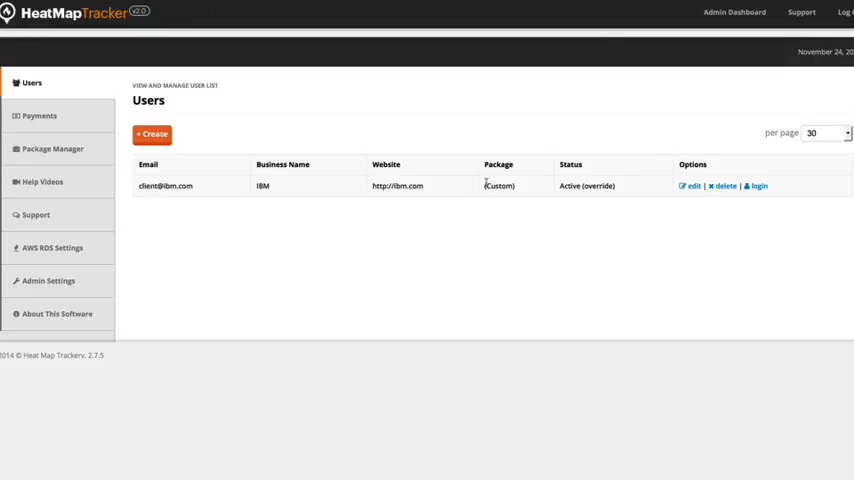 HeatMapTracker v2.0
Admin Dashboard Support Log
November 24, 20
Users
Payments
Package Manager
Help Videos
Support
AWS RDS Settings
Admin Settings
About This Software
VIEW AND MANAGE USER LIST
Users
+ Create
per page 30
Email Business Name Website Package Status Options
client@ibm.com IBM http://ibm.com (Custom) Active (override) edit | delete | login
2014 © Heat Map Tracker v. 2.7.5